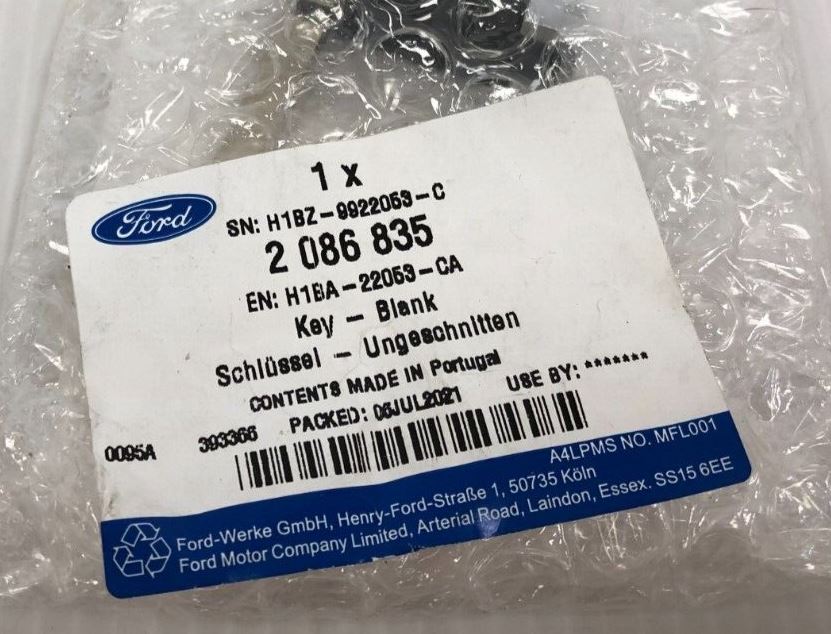 1 x
Ford
SN: H1BZ-9922053-C
2 086 835
EN: H1BA-22053-CA
Key - Blank
Schlüssel - Ungeschnitten
CONTENTS MADE IN Portugal
PACKED: 06JUL2021 USE BY: *******
0095A 393366
A4LPMS NO. MFL001
Ford-Werke GmbH, Henry-Ford-Straße 1, 50735 Köln
Ford Motor Company Limited, Arterial Road, Laindon, Essex. SS15 6EE